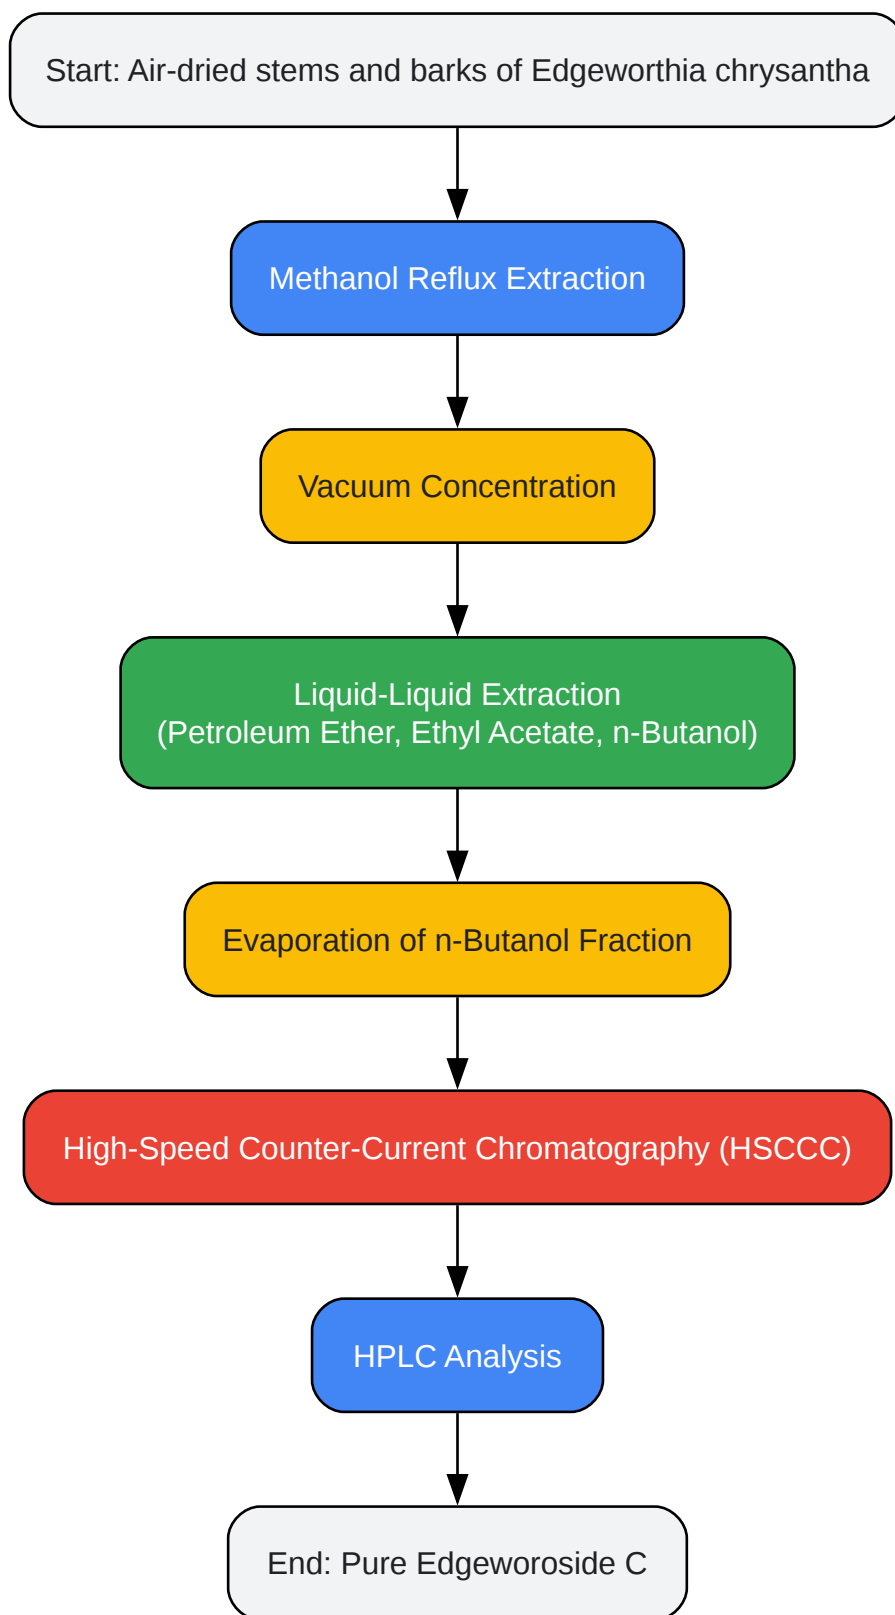 Start: Air-dried stems and barks of Edgeworthia chrysantha
Methanol Reflux Extraction
Vacuum Concentration
Liquid-Liquid Extraction
(Petroleum Ether, Ethyl Acetate, n-Butanol)
Evaporation of n-Butanol Fraction
High-Speed Counter-Current Chromatography (HSCCC)
HPLC Analysis
End: Pure Edgeworoside C